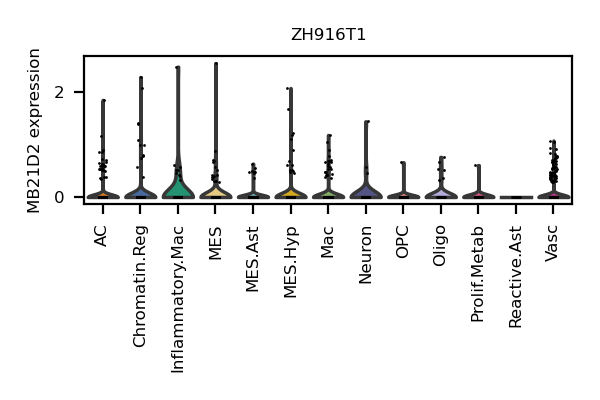 ZH916T1
MB21D2 expression
2
0
AC
Chromatin.Reg
Inflammatory.Mac
MES
MES.Ast
MES.Hyp
Mac
Neuron
OPC
Oligo
Prolif.Metab
Reactive.Ast
Vasc